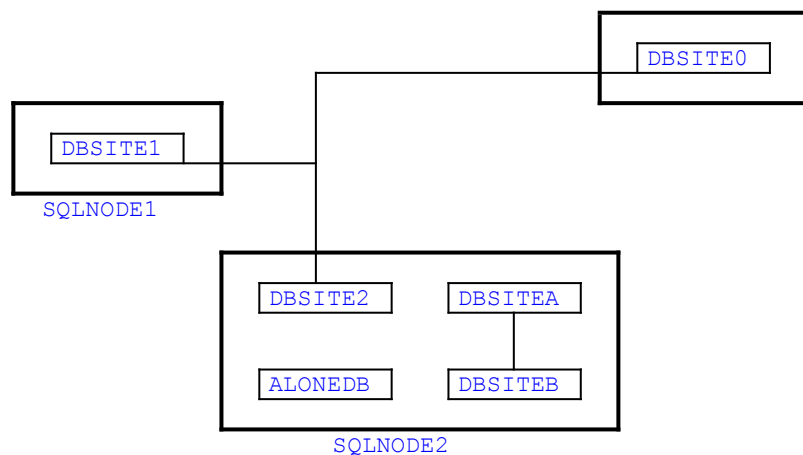 DBSITE0
DBSITE1
SQLNODE1
DBSITE2 DBSITEA
ALONEDB DBSITEB
SQLNODE2